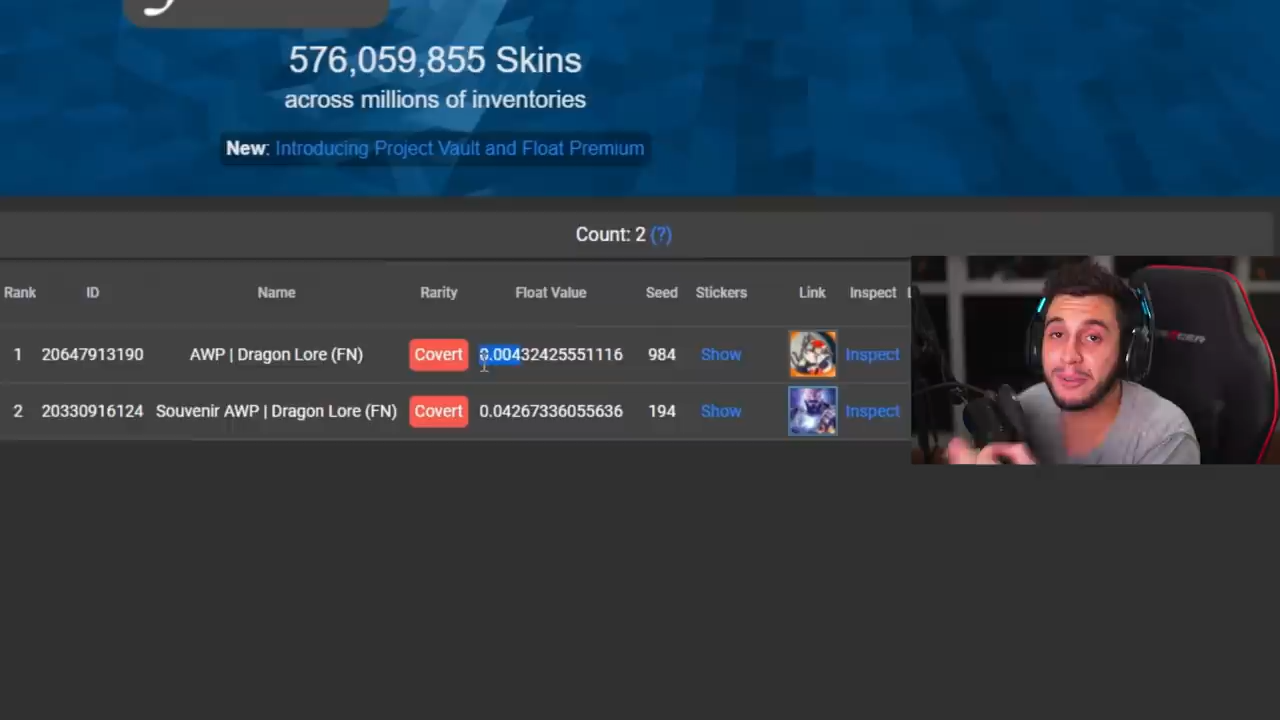 576,059,855 Skins
across millions of inventories
New: Introducing Project Vault and Float Premium
Count: 2 (?)
Rank ID Name Rarity Float Value Seed Stickers Link Inspect
1 20647913190 AWP | Dragon Lore (FN) Covert 0.00432425551116 984 Show Inspect
2 20330916124 Souvenir AWP | Dragon Lore (FN) Covert 0.04267336055636 194 Show Inspect